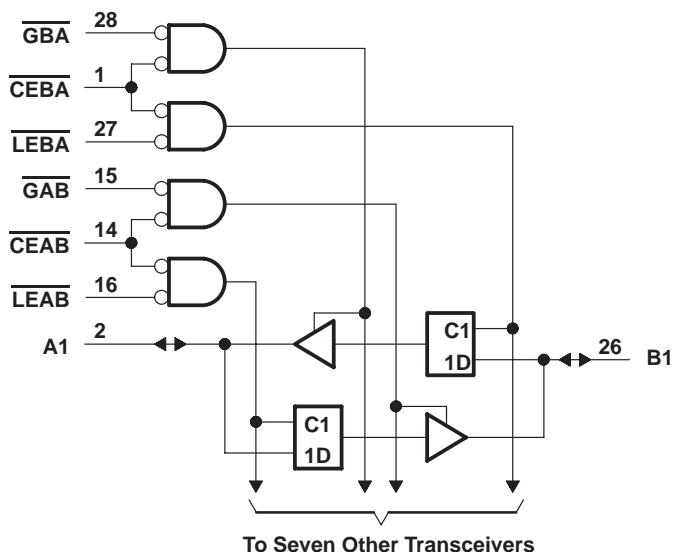 GBA 28
CEBA 1
LEBA 27
GAB 15
CEAB 14
LEAB 16
A1 2
C1
1D
26 B1
C1
1D
To Seven Other Transceivers